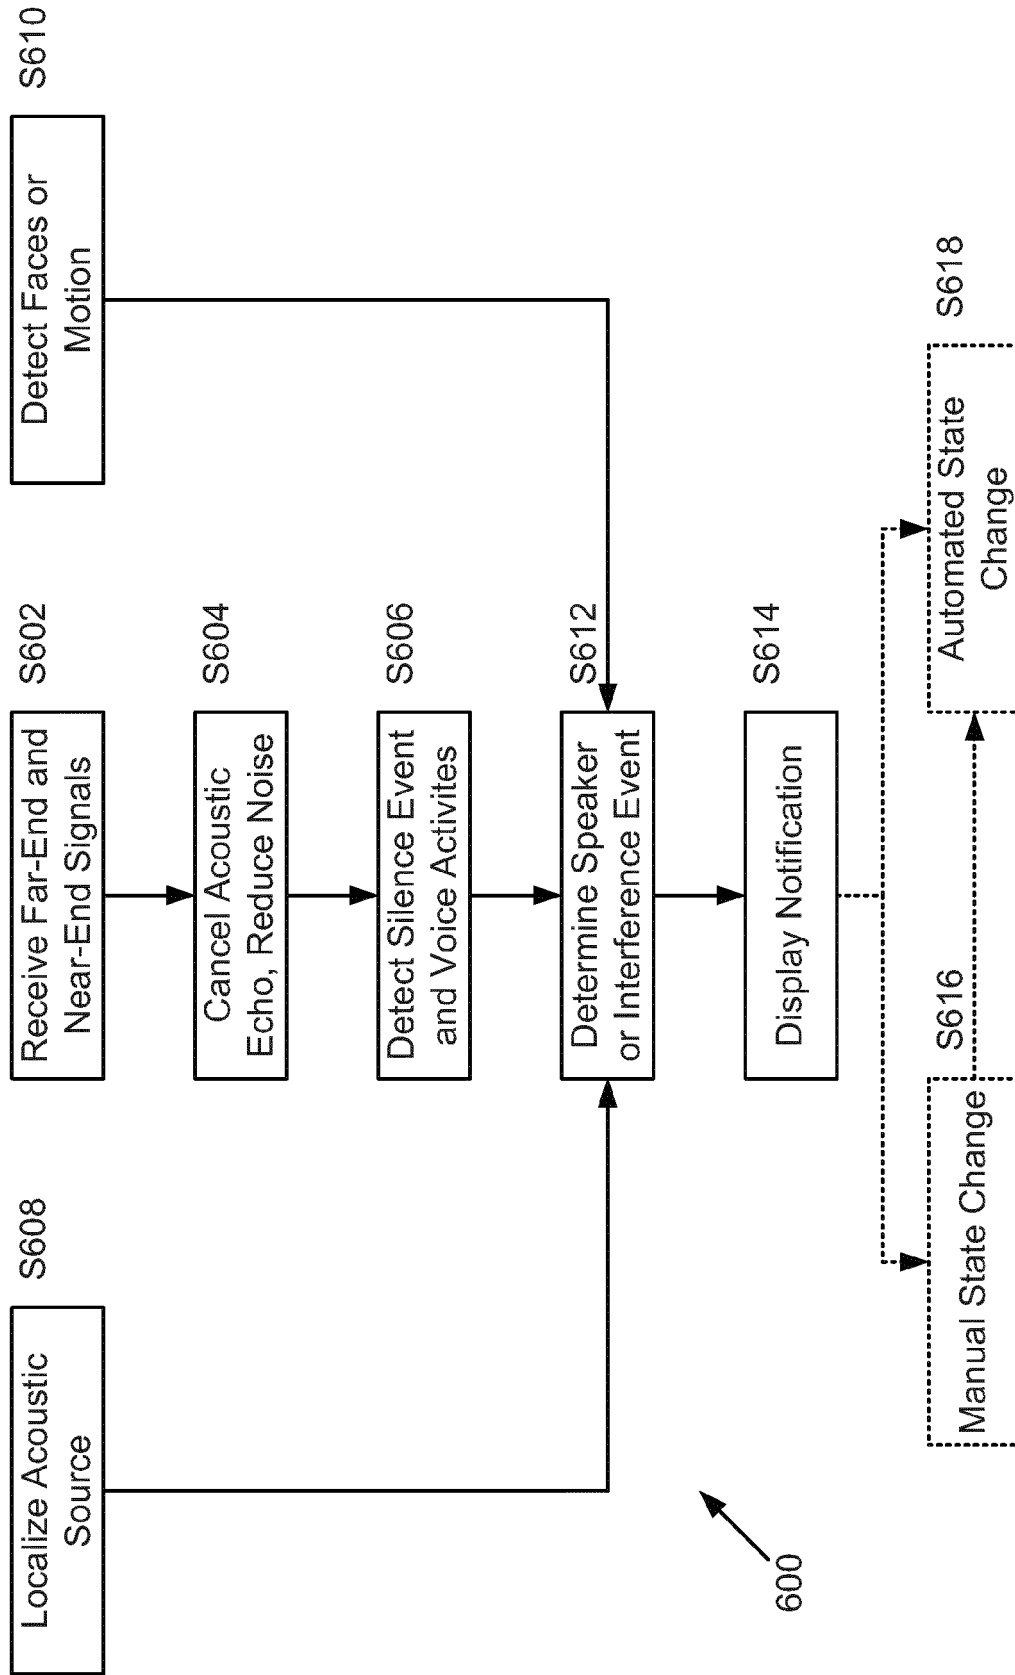 Localize Acoustic
Source
S608
Receive Far-End and
Near-End Signals
S602
Detect Faces or
Motion
S610
Cancel Acoustic
Echo, Reduce Noise
S604
Detect Silence Event
and Voice Activites
S606
Determine Speaker
or Interference Event
S612
Display Notification
S614
600
Manual State Change
S616
Automated State
Change
S618